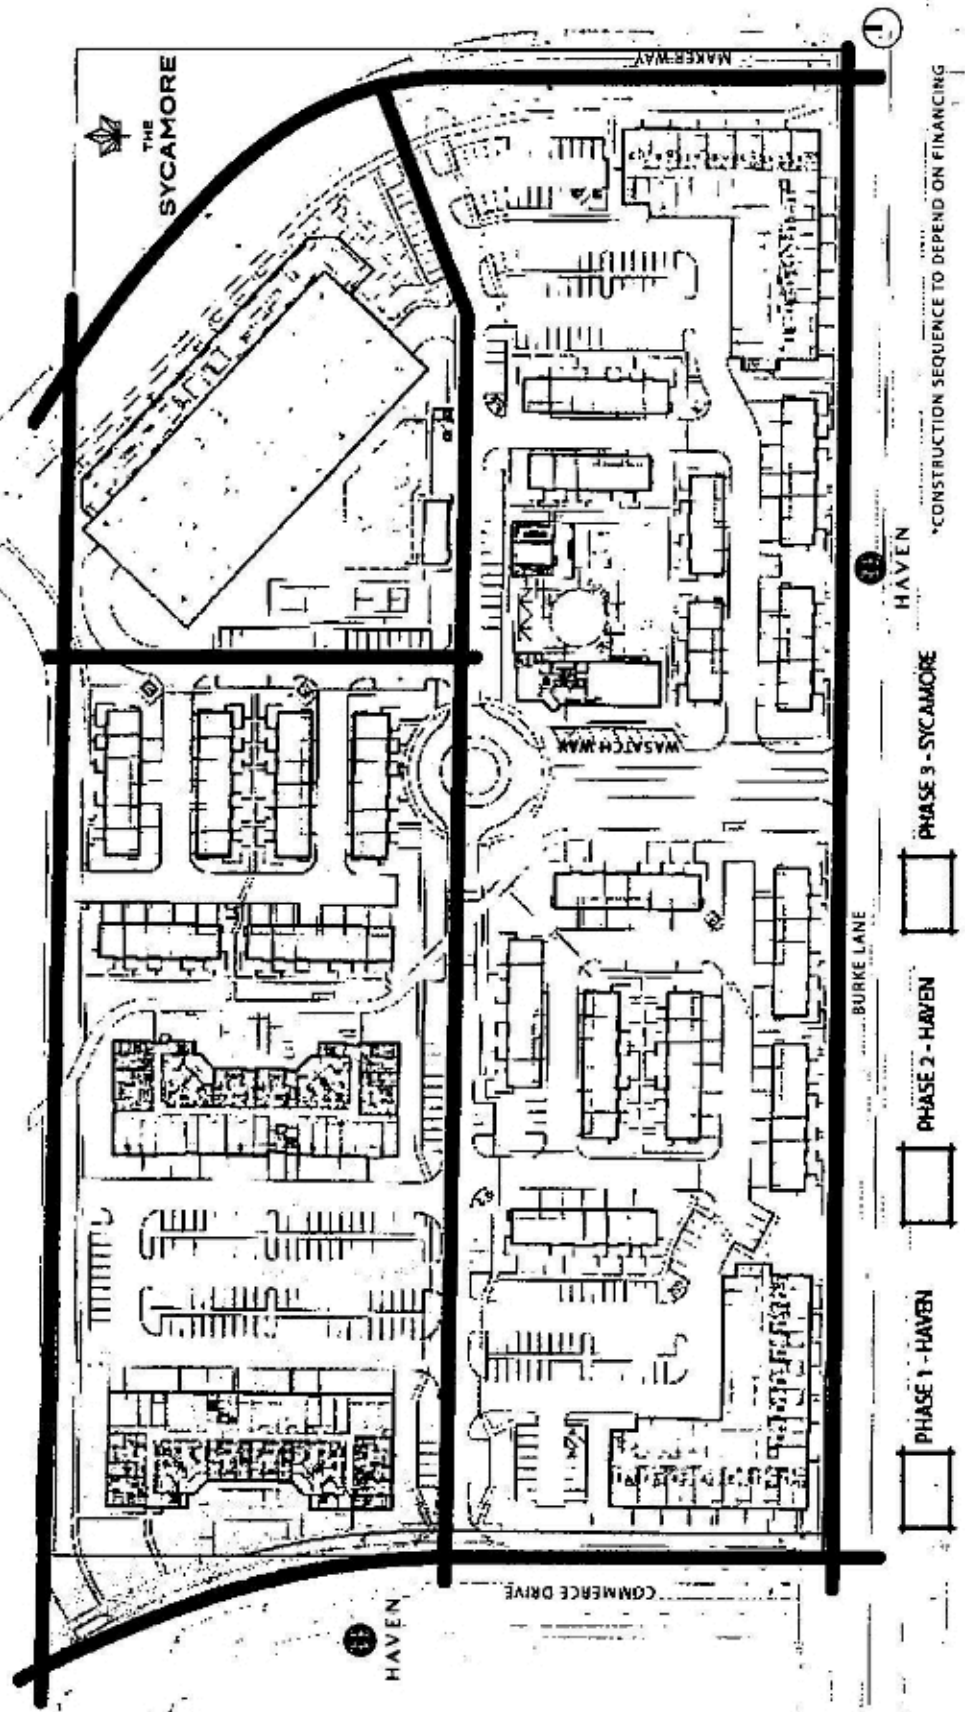 MAKER WAY
THE
SYCAMORE
WASATCH WAY
HAVEN
*CONSTRUCTION SEQUENCE TO DEPEND ON FINANCING
BURKE LANE
COMMERCE DRIVE
HAVEN
PHASE 1 - HAVEN
PHASE 2 - HAVEN
PHASE 3 - SYCAMORE